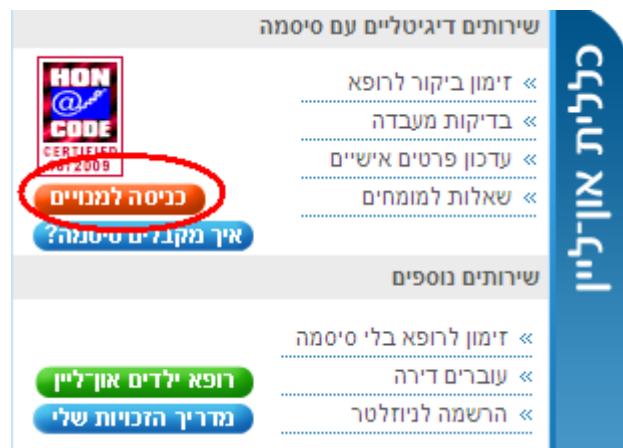 כללית און־ליין
שירותים דיגיטליים עם סיסמה
» זימון ביקור לרופא
» בדיקות מעבדה
» עדכון פרטים אישיים
» שאלות למומחים
HON
@
CODE
CERTIFIED
2009
כניסה למנויים
איך מקבלים סיסמה?
שירותים נוספים
» זימון לרופא בלי סיסמה
» עוברים דירה
» הרשמה לניוזלטר
רופא ילדים און־ליין
מדריך הזכויות שלי